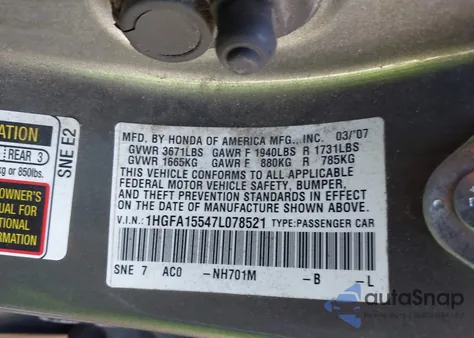 ATION
REAR 3
kg or 850lbs.
OWNER'S
UAL FOR
TIONAL
RMATION
SNE E2
MFD. BY HONDA OF AMERICA MFG., INC. 03/'07
GVWR 3671LBS GAWR F 1940LBS R 1731LBS
GVWR 1665KG GAWR F 880KG R 785KG
THIS VEHICLE CONFORMS TO ALL APPLICABLE
FEDERAL MOTOR VEHICLE SAFETY, BUMPER,
AND THEFT PREVENTION STANDARDS IN EFFECT
ON THE DATE OF MANUFACTURE SHOWN ABOVE.
V.I.N.: 1HGFA15547L078521 TYPE:PASSENGER CAR
SNE 7 AC0 -NH701M -B -L
autoSnap